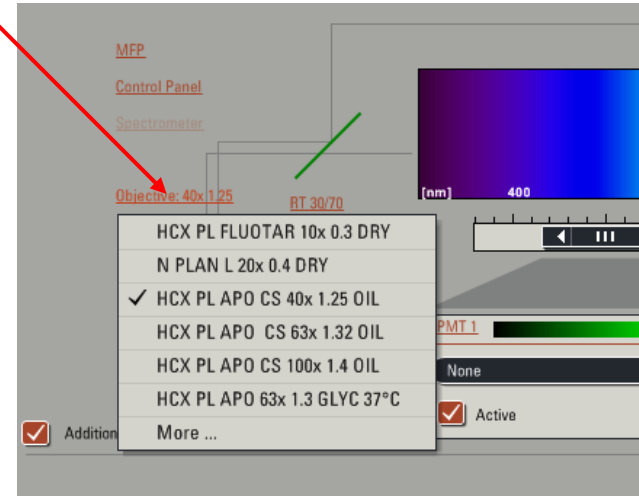 MFP
Control Panel
Spectrometer
Objective: 40x 1.25
RT 30/70
[nm] 400
HCX PL FLUOTAR 10x 0.3 DRY
N PLAN L 20x 0.4 DRY
HCX PL APO CS 40x 1.25 OIL
HCX PL APO CS 63x 1.32 OIL
HCX PL APO CS 100x 1.4 OIL
HCX PL APO 63x 1.3 GLYC 37°C
More ...
PMT 1
None
Active
Addition